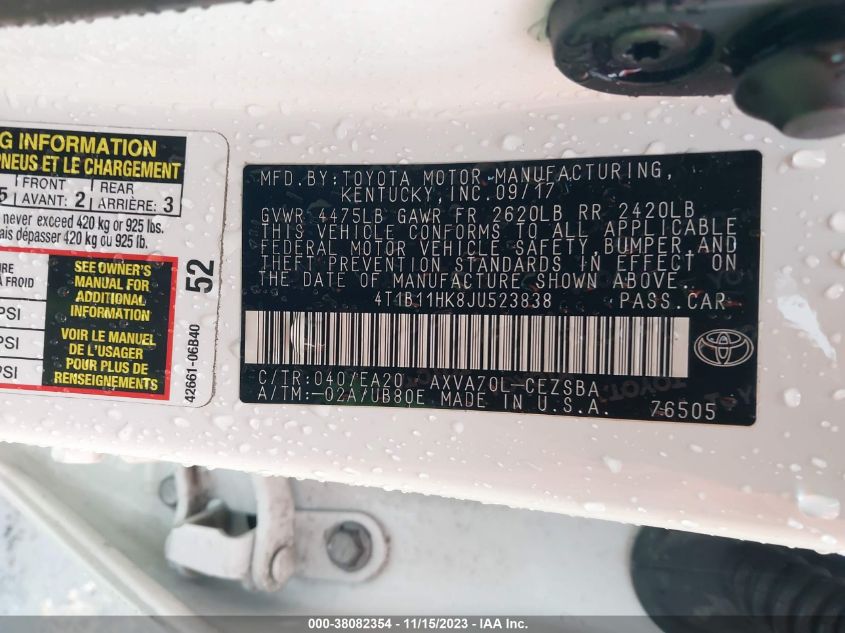 G INFORMATION
PNEUS ET LE CHARGEMENT
5 FRONT REAR
AVANT: 2 ARRIÈRE: 3
never exceed 420 kg or 925 lbs.
ais dépasser 420 kg ou 925 lb.
URE
À FROID
PSI
PSI
PSI
SEE OWNER'S
MANUAL FOR
ADDITIONAL
INFORMATION
VOIR LE MANUEL
DE L'USAGER
POUR PLUS DE
RENSEIGNEMENTS
52
42661-06B40
MFD.BY: TOYOTA MOTOR MANUFACTURING,
KENTUCKY, INC. 09/17
GVWR 4475LB GAWR FR 2620LB RR 2420LB
THIS VEHICLE CONFORMS TO ALL APPLICABLE
FEDERAL MOTOR VEHICLE SAFETY, BUMPER, AND
THEFT PREVENTION STANDARDS IN EFFECT ON
THE DATE OF MANUFACTURE SHOWN ABOVE.
4T1B11HK8JU523838 PASS.CAR
C/TR: 040/EA20 AXVA70L-CEZSBA
A/TM:-02A/UB80E MADE IN U.S.A. 76505
000-38082354 - 11/15/2023 - IAA Inc.